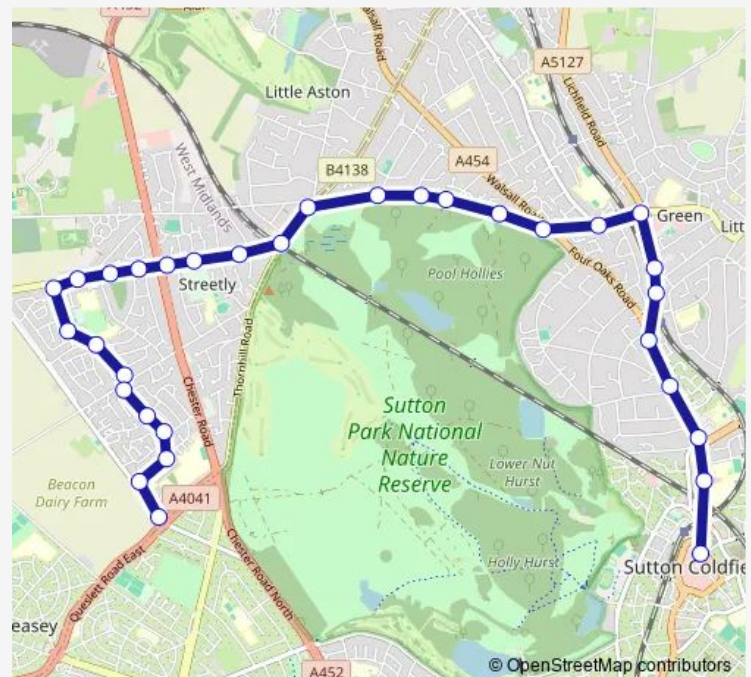 Walsall Road
A5127
Lichfield Road
Little Aston
West Midlands
B4138
A454
Walsall Road
Green
Litt
Pool Hollies
Four Oaks Road
Streetly
Thornhill Road
Chester Road
Sutton
Park National
Nature
Reserve
Lower Nut
Hurst
Beacon
Dairy Farm
A4041
Holly Hurst
Sutton Coldfie
Queslett Road East
Chester Road North
easey
A452
© OpenStreetMap contributors